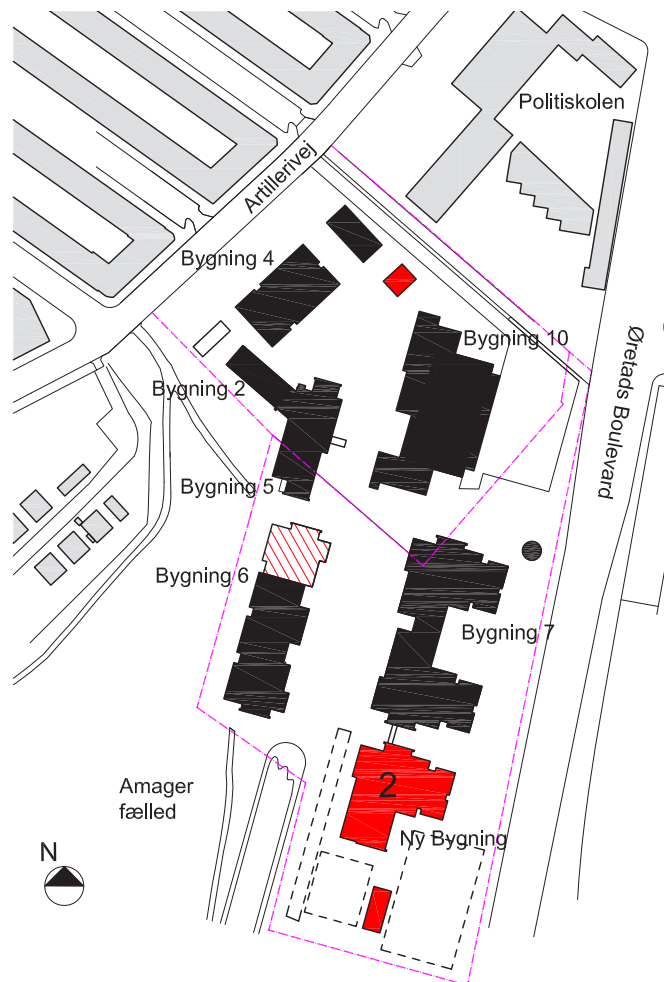 Politiskolen
Artillerivej
Bygning 4
Bygning 10
Øretads Boulevard
Bygning 2
Bygning 5
Bygning 6
Bygning 7
Amager
fælled
2
Ny Bygning
N